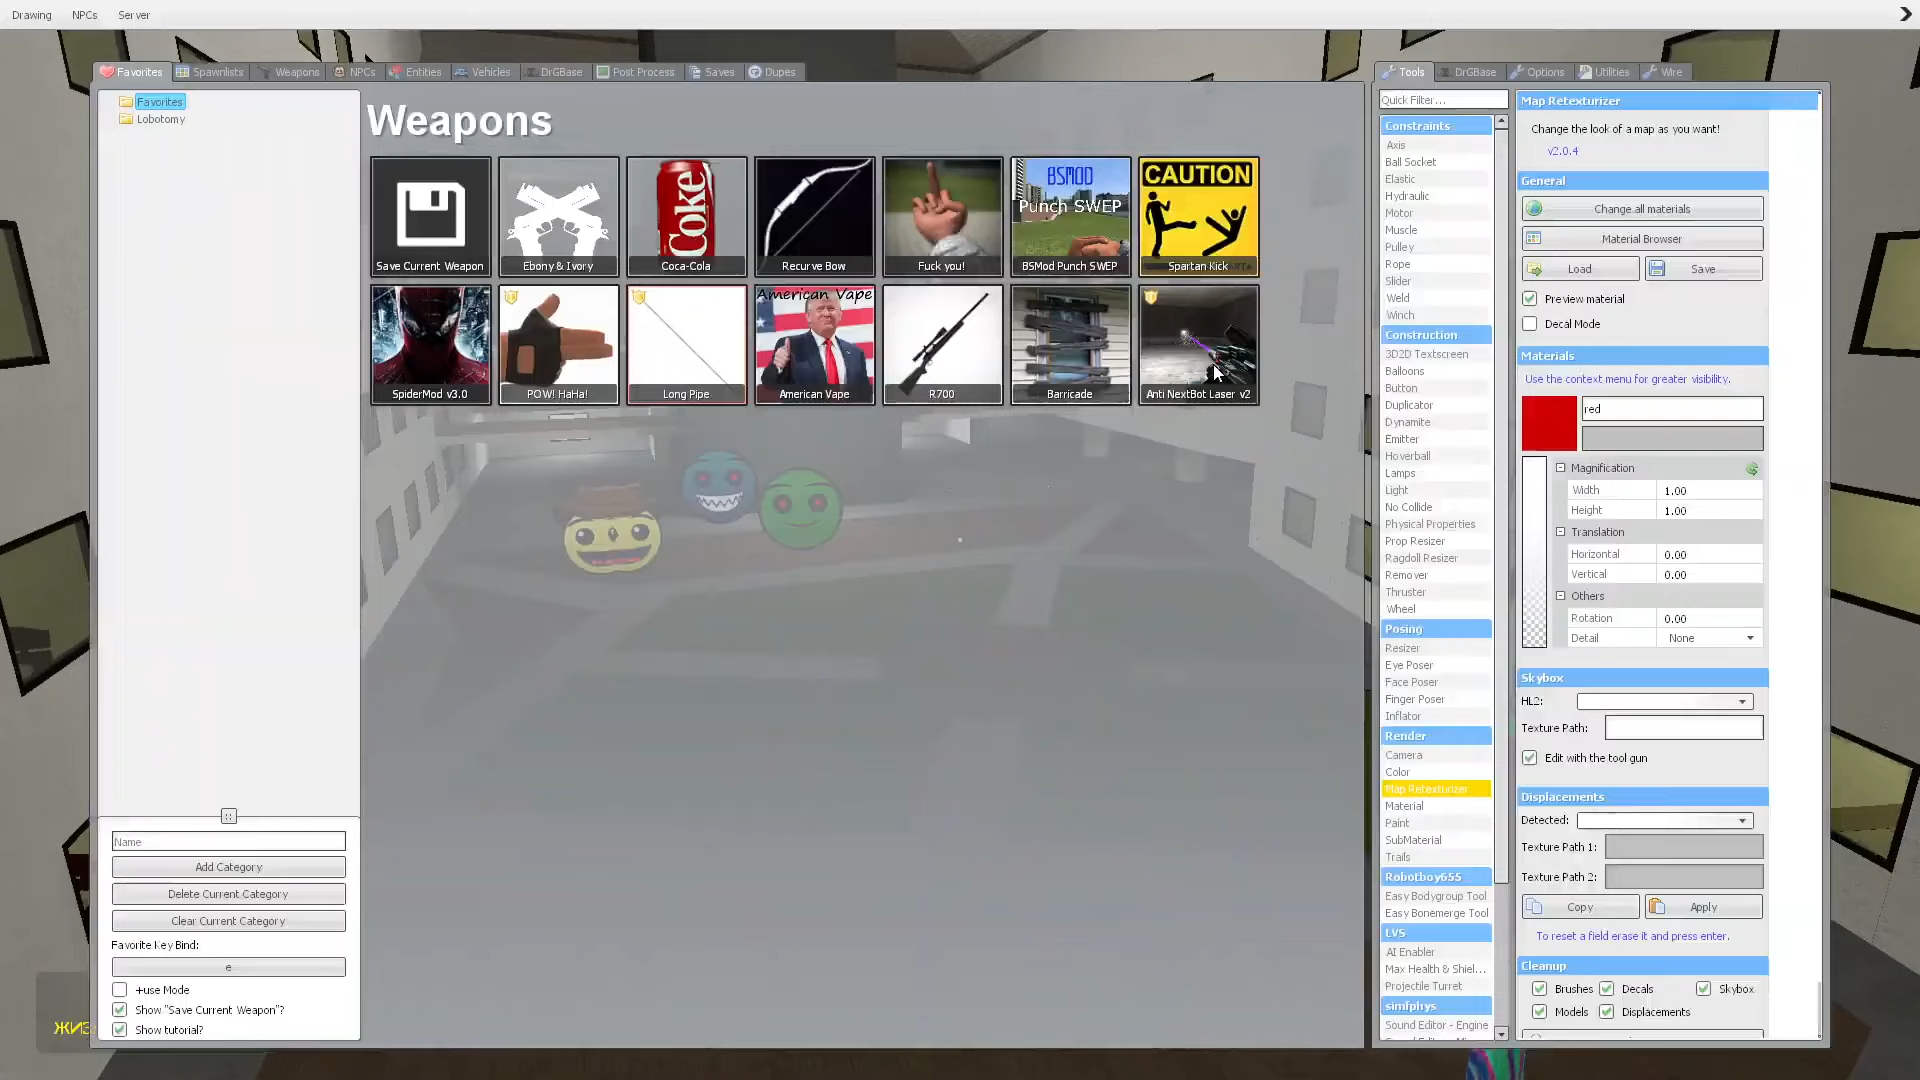 Drawing NPCs Server
Favorites Spawnlists Weapons NPCs Entities Vehicles DrGBase Post Process Saves Dupes
Favorites
Lobotomy
Weapons
Save Current Weapon
Ebony & Ivory
Coke
Coca-Cola
Recurve Bow
Fuck you!
BSMOD
Punch SWEP
BSMod Punch SWEP
CAUTION
Spartan Kick
SpiderMod v3.0
POW! HaHa!
Long Pipe
American Vape
American Vape
R700
Barricade
Anti NextBot Laser v2
Name
Add Category
Delete Current Category
Clear Current Category
Favorite Key Bind:
e
+use Mode
Show "Save Current Weapon"?
Show tutorial?
Tools DrGBase Options Utilities Wire
Quick Filter...
Constraints
Axis
Ball Socket
Elastic
Hydraulic
Motor
Muscle
Pulley
Rope
Slider
Weld
Winch
Construction
3D2D Textscreen
Balloons
Button
Duplicator
Dynamite
Emitter
Hoverball
Lamps
Light
No Collide
Physical Properties
Prop Resizer
Ragdoll Resizer
Remover
Thruster
Wheel
Posing
Resizer
Eye Poser
Face Poser
Finger Poser
Inflator
Render
Camera
Color
Map Retexturizer
Material
Paint
SubMaterial
Trails
Robotboy655
Easy Bodygroup Tool
Easy Bonemerge Tool
LVS
AI Enabler
Max Health & Shiel...
Projectile Turret
simfphys
Sound Editor - Engine
Map Retexturizer
Change the look of a map as you want!
v2.0.4
General
Change all materials
Material Browser
Load Save
Preview material
Decal Mode
Materials
Use the context menu for greater visibility.
red
Magnification
Width 1.00
Height 1.00
Translation
Horizontal 0.00
Vertical 0.00
Others
Rotation 0.00
Detail None
Skybox
HL2:
Texture Path:
Edit with the tool gun
Displacements
Detected:
Texture Path 1:
Texture Path 2:
Copy Apply
To reset a field erase it and press enter.
Cleanup
Brushes Decals Skybox
Models Displacements